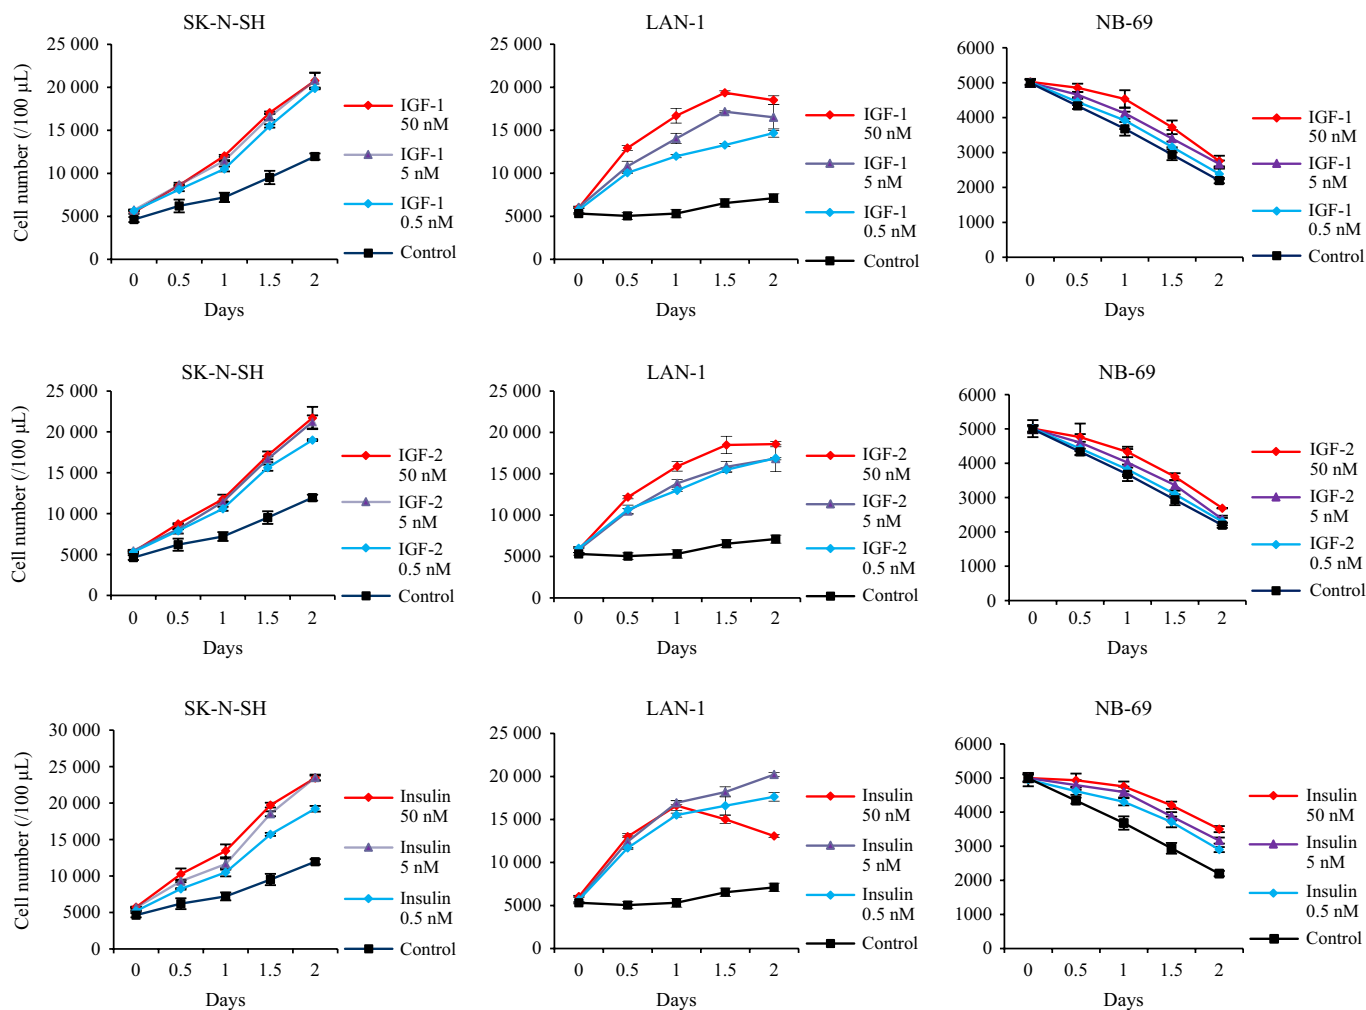 SK-N-SH
LAN-1
NB-69
Cell number (/100 μL)
25 000
20 000
15 000
10 000
5000
0
0 0.5 1 1.5 2
Days
IGF-1
50 nM
IGF-1
5 nM
IGF-1
0.5 nM
Control
25 000
20 000
15 000
10 000
5000
0
0 0.5 1 1.5 2
Days
IGF-1
50 nM
IGF-1
5 nM
IGF-1
0.5 nM
Control
6000
5000
4000
3000
2000
1000
0
0 0.5 1 1.5 2
Days
IGF-1
50 nM
IGF-1
5 nM
IGF-1
0.5 nM
Control
SK-N-SH
LAN-1
NB-69
Cell number (/100 μL)
25 000
20 000
15 000
10 000
5000
0
0 0.5 1 1.5 2
Days
IGF-2
50 nM
IGF-2
5 nM
IGF-2
0.5 nM
Control
25 000
20 000
15 000
10 000
5000
0
0 0.5 1 1.5 2
Days
IGF-2
50 nM
IGF-2
5 nM
IGF-2
0.5 nM
Control
6000
5000
4000
3000
2000
1000
0
0 0.5 1 1.5 2
Days
IGF-2
50 nM
IGF-2
5 nM
IGF-2
0.5 nM
Control
SK-N-SH
LAN-1
NB-69
Cell number (/100 μL)
30 000
25 000
20 000
15 000
10 000
5000
0
0 0.5 1 1.5 2
Days
Insulin
50 nM
Insulin
5 nM
Insulin
0.5 nM
Control
25 000
20 000
15 000
10 000
5000
0
0 0.5 1 1.5 2
Days
Insulin
50 nM
Insulin
5 nM
Insulin
0.5 nM
Control
6000
5000
4000
3000
2000
1000
0
0 0.5 1 1.5 2
Days
Insulin
50 nM
Insulin
5 nM
Insulin
0.5 nM
Control